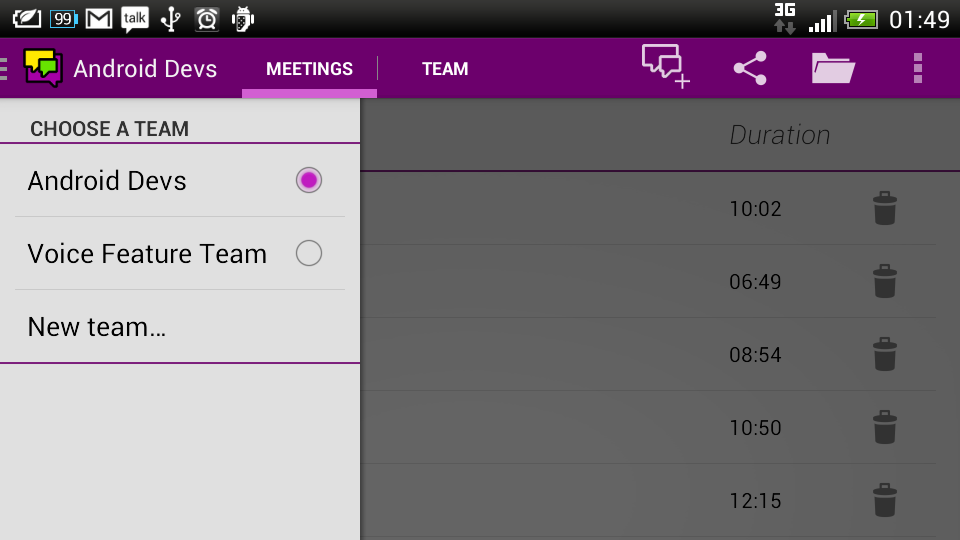 99 talk 3G 01:49
Android Devs MEETINGS TEAM
CHOOSE A TEAM
Duration
Android Devs
10:02
Voice Feature Team
06:49
New team...
08:54
10:50
12:15